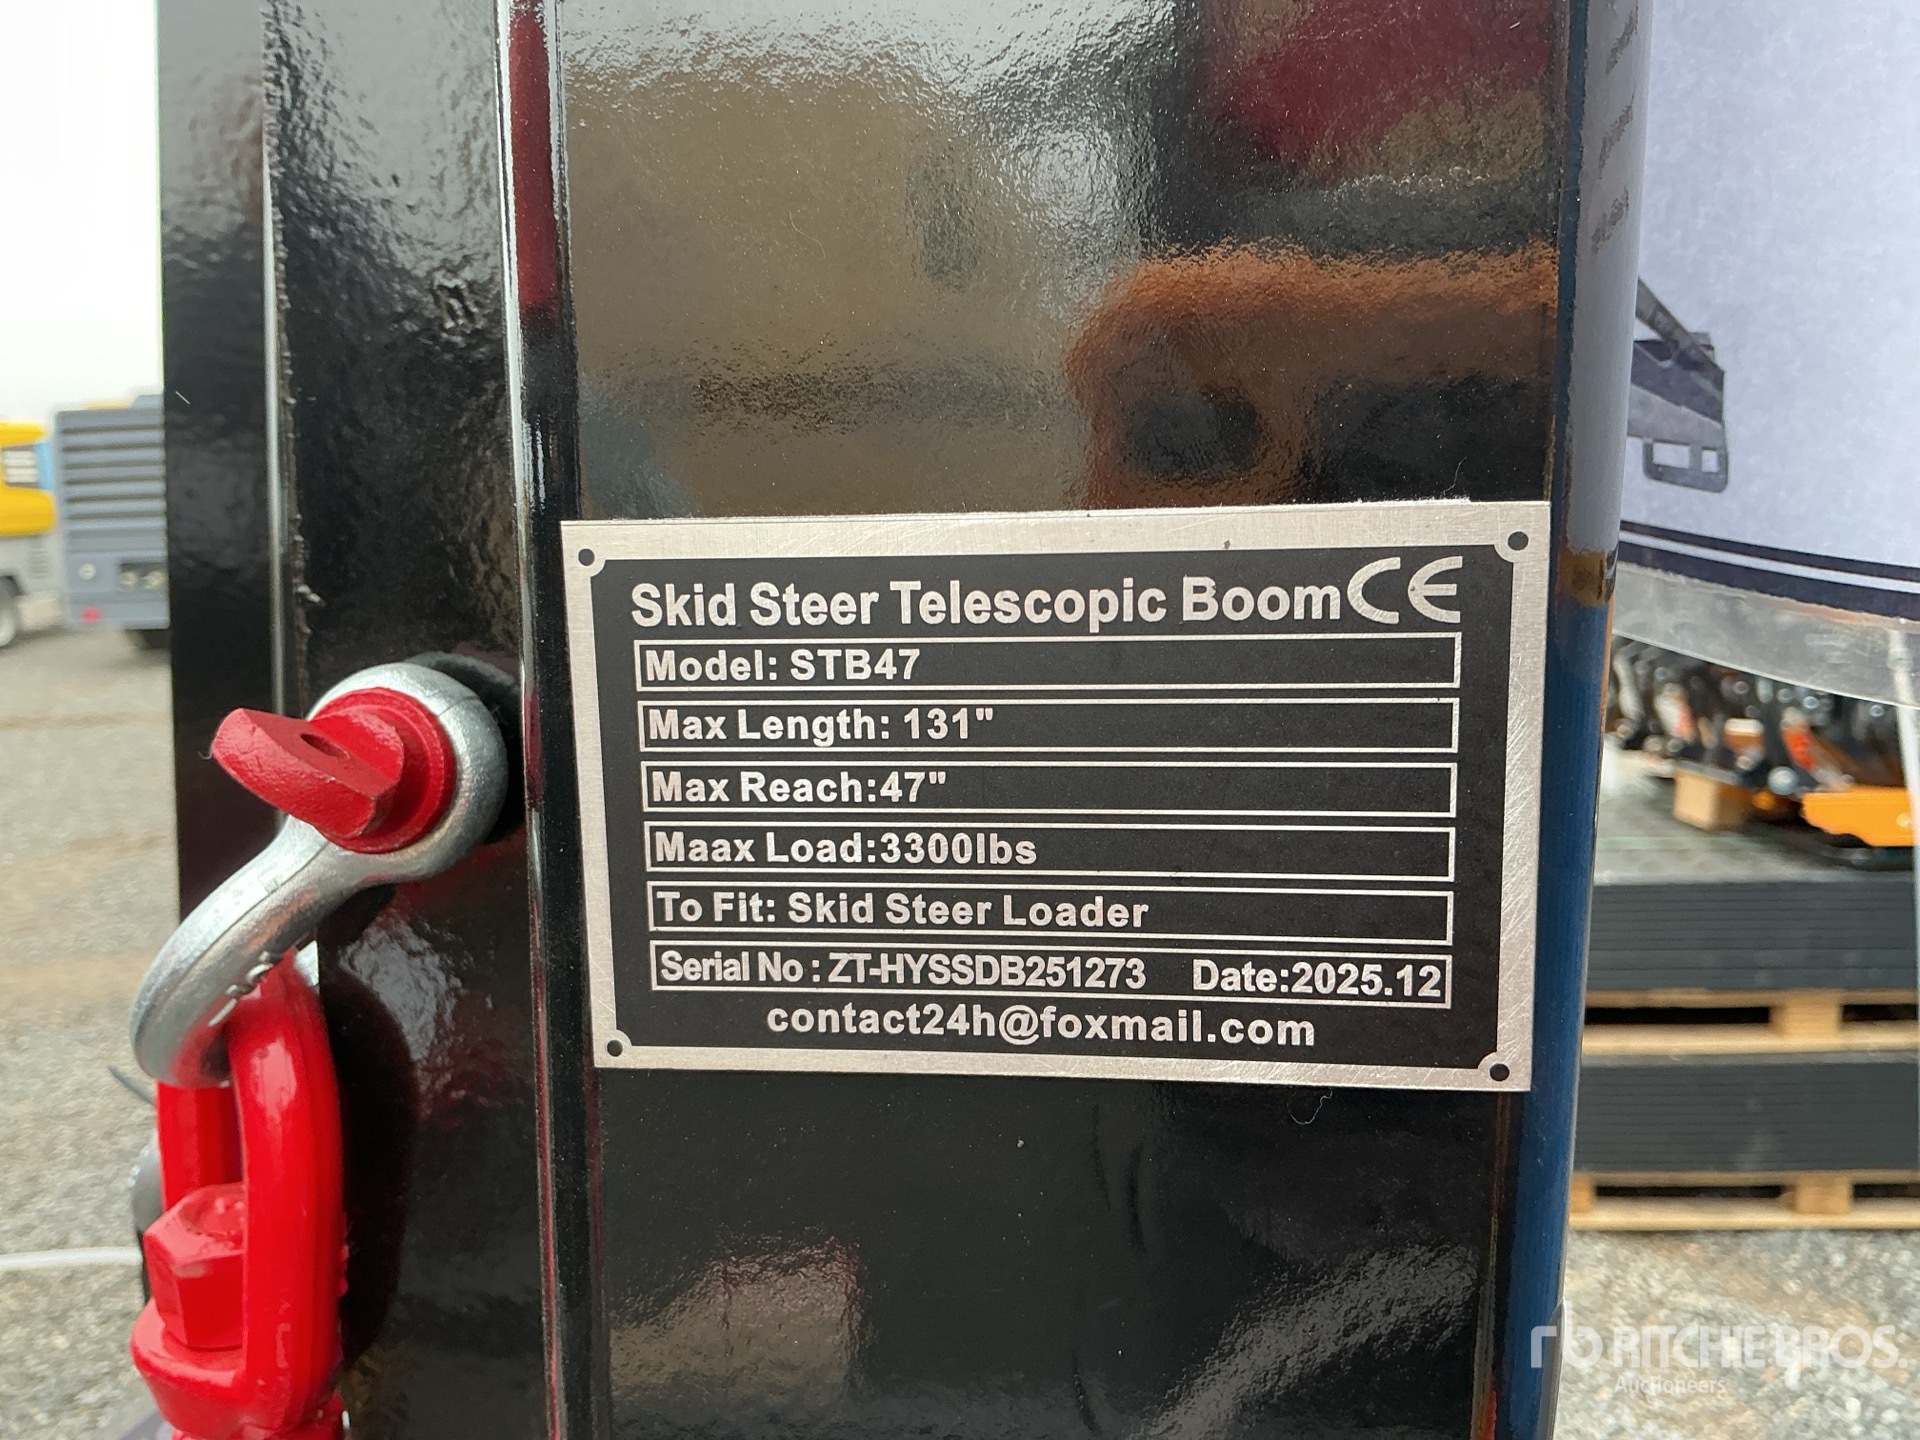 Skid Steer Telescopic Boom CE
Model: STB47
Max Length: 131"
Max Reach:47"
Maax Load:3300lbs
To Fit: Skid Steer Loader
Serial No : ZT-HYSSDB251273 Date:2025.12
contact24h@foxmail.com
rb RITCHIE BROS.
Auctioneers